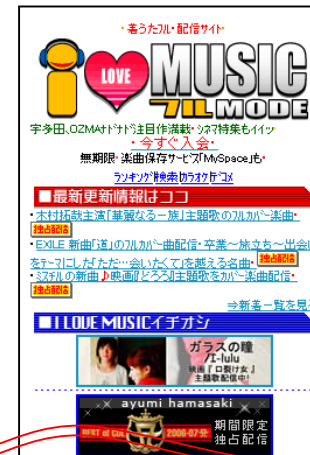 ・着うたフル・配信サイト・
I LOVE MUSIC
フル MODE
宇多田､OZMAｻﾄﾞﾅﾄﾞ注目作満載・ｼﾈﾏ特集もイイッ
・今すぐ入会・
無期限・楽曲保存ｻｰﾋﾞｽ｢MySpace｣も・
ﾗﾝｷﾝｸﾞ|検索|ｶﾗｵｹ|ﾃﾞｺﾒ
■最新更新情報はココ
・木村拓哉主演｢華麗なる一族｣主題歌のﾌﾙｶﾊﾞｰ楽曲・
独占配信
・EXILE 新曲｢道｣のﾌﾙｶﾊﾞｰ曲配信・卒業～旅立ち～出会い
をﾃｰﾏにした｢ただ…会いたくて｣を越える名曲・独占配信
・ﾐｽﾁﾙの新曲♪映画『どろろ』主題歌をｶﾊﾞｰ楽曲配信・
独占配信
⇒新着一覧を見
■I LOVE MUSICイチオシ
ガラスの瞳
/I-lulu
映画『口裂け女』
主題歌配信中!
ayumi hamasaki
BEST of GOLD 2006-07分
期間限定
独占配信